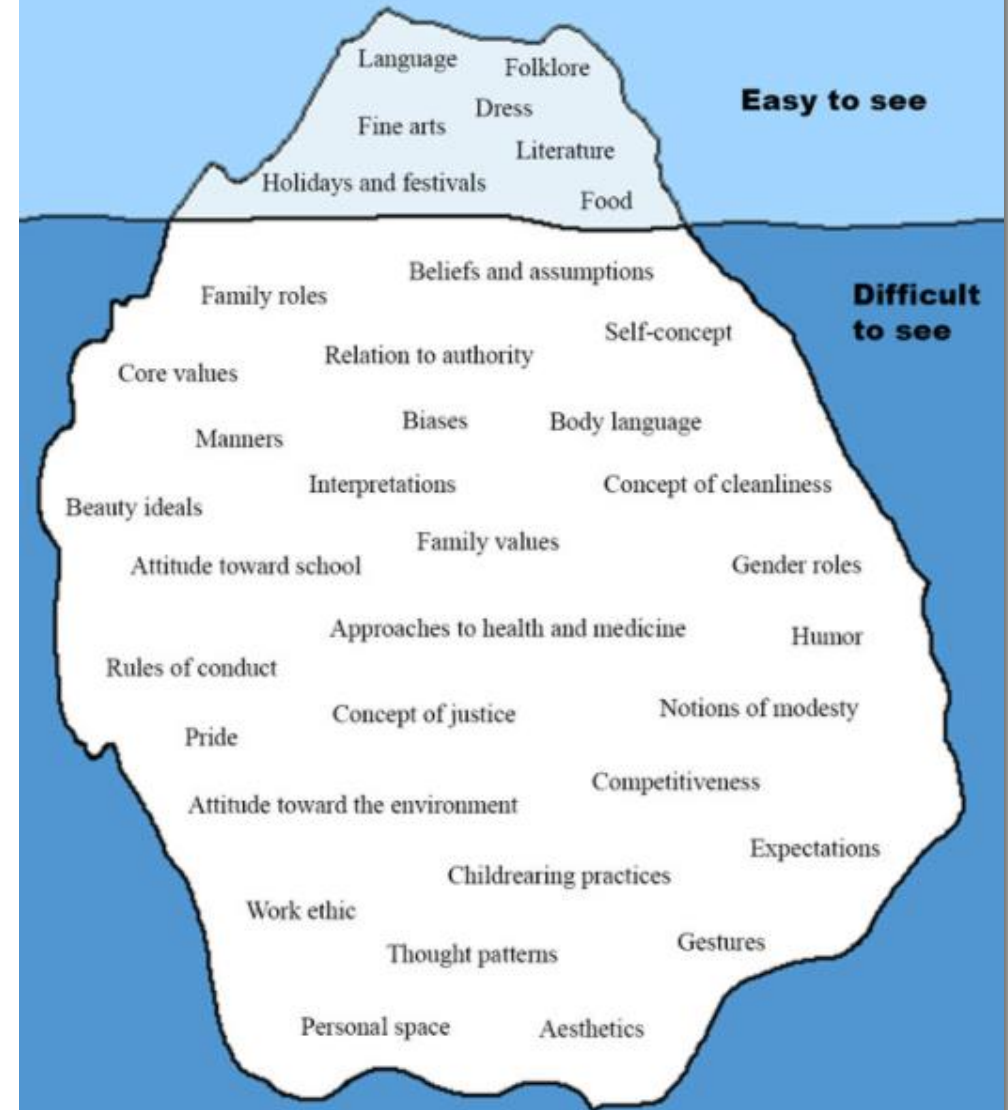 Language
Folklore
Easy to see
Dress
Fine arts
Literature
Holidays and festivals
Food
Beliefs and assumptions
Family roles
Difficult
to see
Self-concept
Relation to authority
Core values
Biases
Body language
Manners
Interpretations
Concept of cleanliness
Beauty ideals
Family values
Attitude toward school
Gender roles
Approaches to health and medicine
Humor
Rules of conduct
Concept of justice
Notions of modesty
Pride
Competitiveness
Attitude toward the environment
Expectations
Childrearing practices
Work ethic
Thought patterns
Gestures
Personal space
Aesthetics